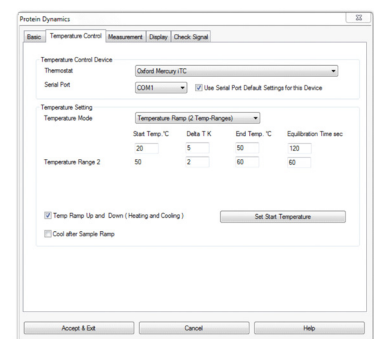 Protein Dynamics
Basic Temperature Control Measurement Display Check Signal
Temperature Control Device
Thermostat Oxford Mercury iTC
Serial Port COM1 Use Serial Port Default Settings for this Device
Temperature Setting
Temperature Mode Temperature Ramp (2 Temp-Ranges)
Start Temp. °C Delta T K End Temp. °C Equilibration Time sec
20 5 50 120
Temperature Range 2 50 2 60 60
Temp Ramp Up and Down ( Heating and Cooling ) Set Start Temperature
Cool after Sample Ramp
Accept & Exit Cancel Help